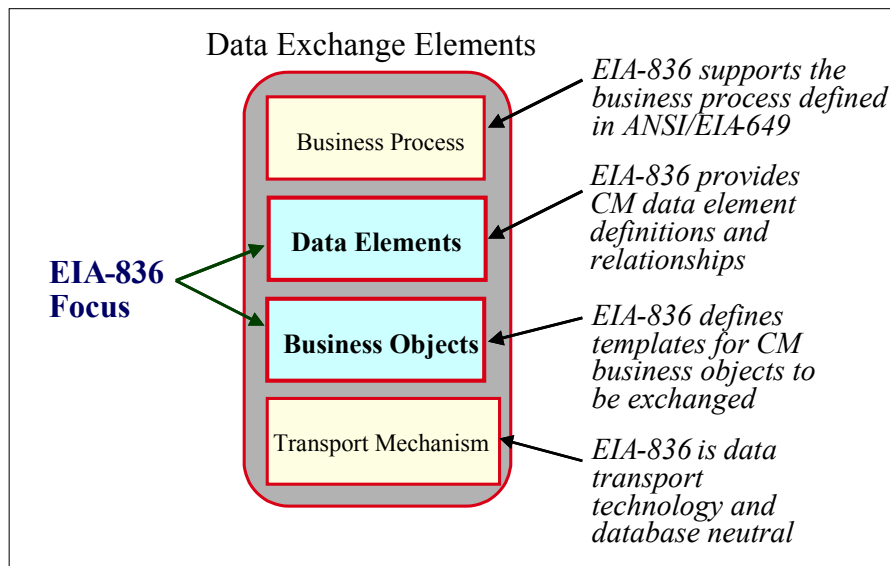 Data Exchange Elements
Business Process
Data Elements
Business Objects
Transport Mechanism
EIA-836
Focus
EIA-836 supports the
business process defined
in ANSI/EIA-649
EIA-836 provides
CM data element
definitions and
relationships
EIA-836 defines
templates for CM
business objects to
be exchanged
EIA-836 is data
transport
technology and
database neutral